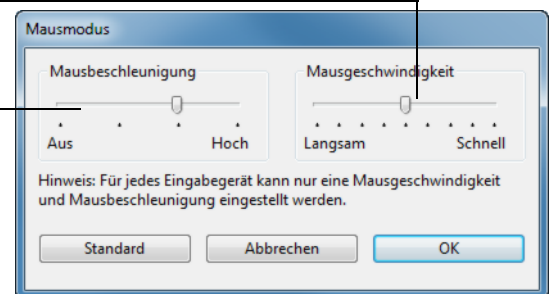 Mausmodus
Mausbeschleunigung
Aus Hoch
Mausgeschwindigkeit
Langsam Schnell
Hinweis: Für jedes Eingabegerät kann nur eine Mausgeschwindigkeit
und Mausbeschleunigung eingestellt werden.
Standard Abbrechen OK